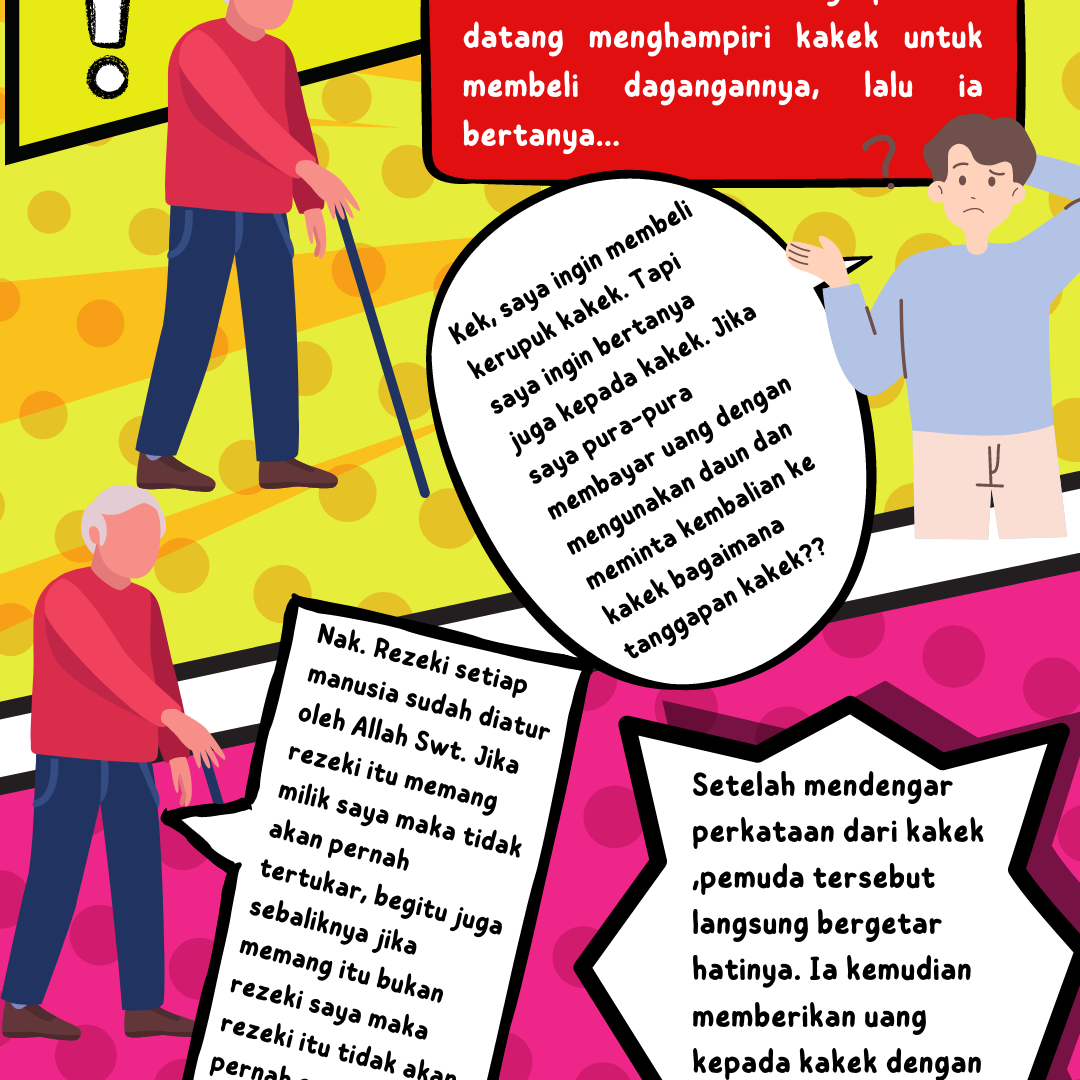 !
datang menghampiri kakek untuk
membeli dagangannya, lalu ia
bertanya...
?
Kek, saya ingin membeli
kerupuk kakek. Tapi
saya ingin bertanya
juga kepada kakek. Jika
saya pura-pura
membayar uang dengan
mengunakan daun dan
meminta kembalian ke
kakek bagaimana
tanggapan kakek??
Nak. Rezeki setiap
manusia sudah diatur
oleh Allah Swt. Jika
rezeki itu memang
milik saya maka tidak
akan pernah
tertukar, begitu juga
sebaliknya jika
memang itu bukan
rezeki saya maka
rezeki itu tidak akan
pernah
Setelah mendengar
perkataan dari kakek
,pemuda tersebut
langsung bergetar
hatinya. Ia kemudian
memberikan uang
kepada kakek dengan